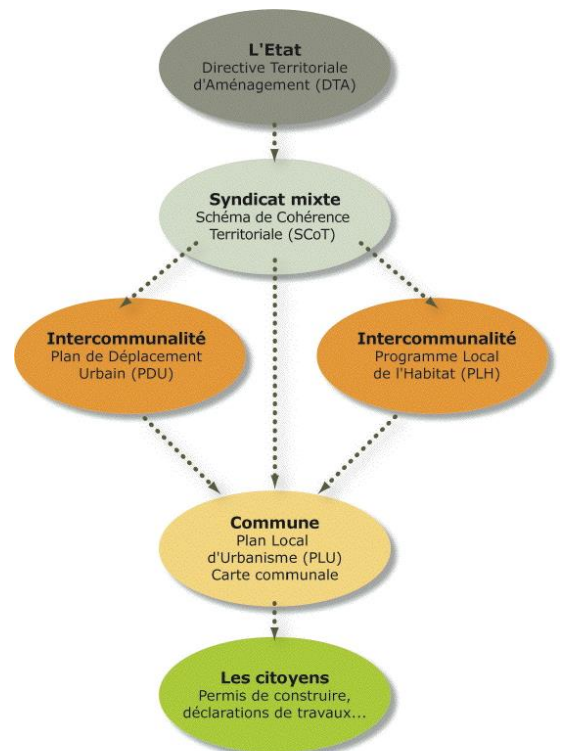 L'Etat
Directive Territoriale
d'Aménagement (DTA)
Syndicat mixte
Schéma de Cohérence
Territoriale (SCoT)
Intercommunalité
Plan de Déplacement
Urbain (PDU)
Intercommunalité
Programme Local
de l'Habitat (PLH)
Commune
Plan Local
d'Urbanisme (PLU)
Carte communale
Les citoyens
Permis de construire,
déclarations de travaux...